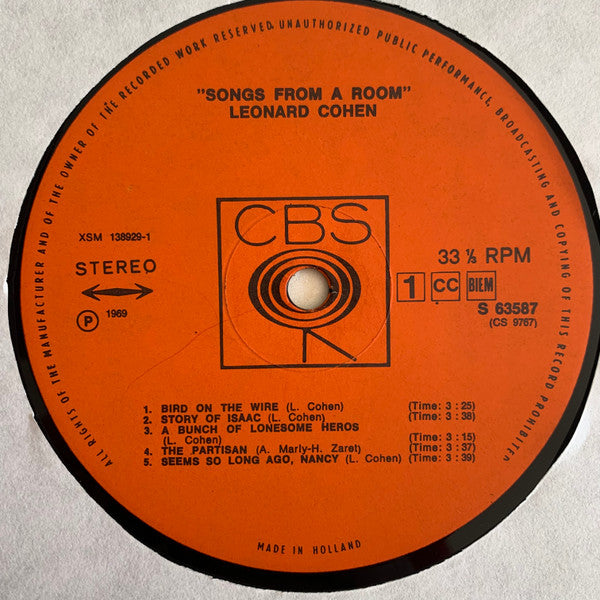 ALL RIGHTS OF THE MANUFACTURER AND OF THE OWNER OF THE RECORDED WORK RESERVED. UNAUTHORIZED PUBLIC PERFORMANCE, BROADCASTING AND COPYING OF THIS RECORD PROHIBITED
"SONGS FROM A ROOM"
LEONARD COHEN
CBS
XSM 138929-1
STEREO
Ⓟ 1969
33 ⅓ RPM
1 CC BIEM
S 63587
(CS 9767)
1. BIRD ON THE WIRE (L. Cohen) (Time: 3 : 25)
2. STORY OF ISAAC (L. Cohen) (Time: 3 : 38)
3. A BUNCH OF LONESOME HEROS
(L. Cohen) (Time: 3 : 15)
4. THE PARTISAN (A. Marly-H. Zaret) (Time: 3 : 37)
5. SEEMS SO LONG AGO, NANCY (L. Cohen) (Time: 3 : 39)
MADE IN HOLLAND